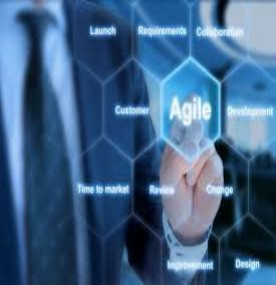 Launch Requirements Collaboration
Customer Agile Development
Time to market Review Change
Improvement Design